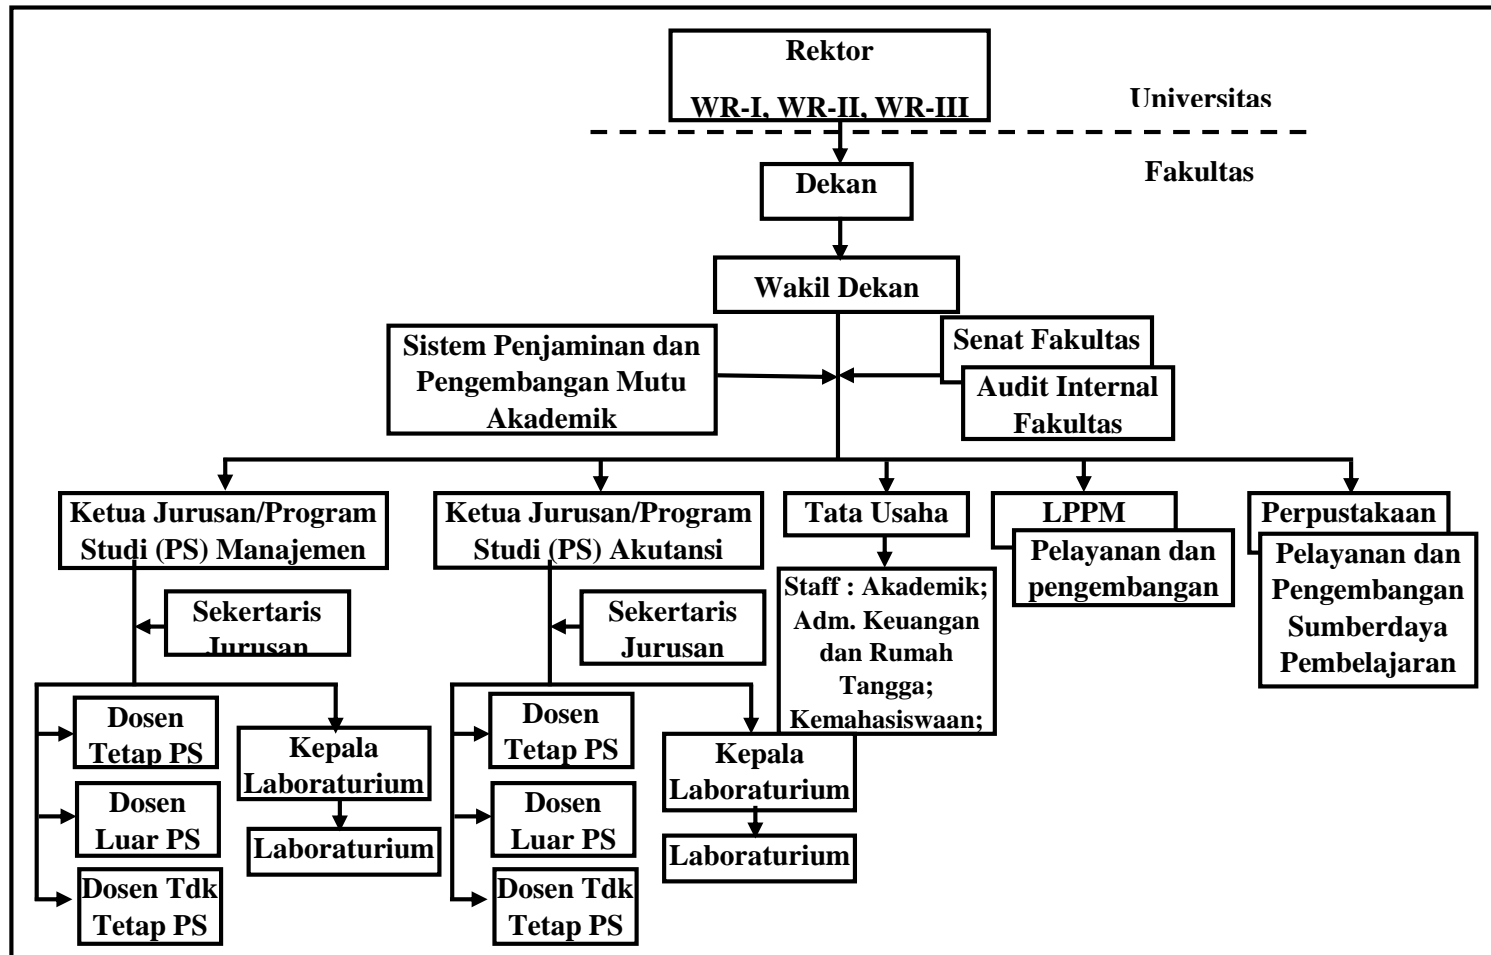 Rektor
WR-I, WR-II, WR-III
Universitas
Fakultas
Dekan
Wakil Dekan
Sistem Penjaminan dan
Pengembangan Mutu
Akademik
Senat Fakultas
Audit Internal
Fakultas
Ketua Jurusan/Program
Studi (PS) Manajemen
Ketua Jurusan/Program
Studi (PS) Akutansi
Tata Usaha
LPPM
Pelayanan dan
pengembangan
Perpustakaan
Pelayanan dan
Pengembangan
Sumberdaya
Pembelajaran
Sekertaris
Jurusan
Sekertaris
Jurusan
Staff : Akademik;
Adm. Keuangan
dan Rumah
Tangga;
Kemahasiswaan;
Dosen
Tetap PS
Kepala
Laboraturium
Dosen
Luar PS
Laboraturium
Dosen Tdk
Tetap PS
Dosen
Tetap PS
Kepala
Laboraturium
Dosen
Luar PS
Laboraturium
Dosen Tdk
Tetap PS